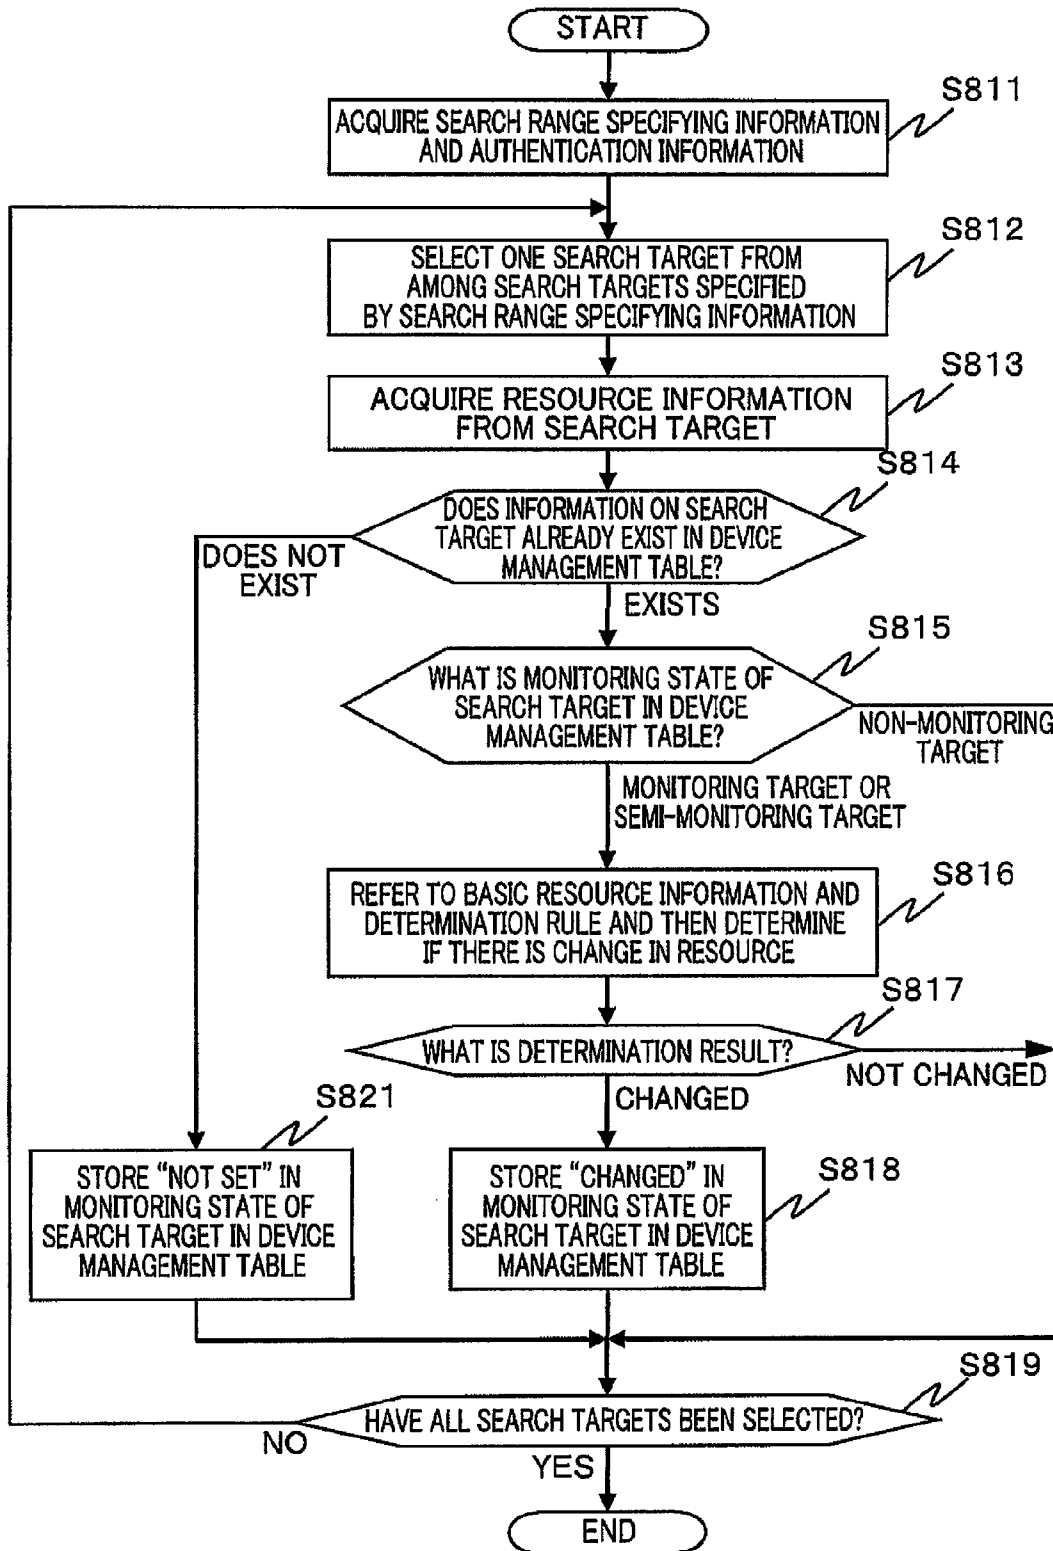 START
S811
ACQUIRE SEARCH RANGE SPECIFYING INFORMATION
AND AUTHENTICATION INFORMATION
S812
SELECT ONE SEARCH TARGET FROM
AMONG SEARCH TARGETS SPECIFIED
BY SEARCH RANGE SPECIFYING INFORMATION
S813
ACQUIRE RESOURCE INFORMATION
FROM SEARCH TARGET
S814
DOES INFORMATION ON SEARCH
TARGET ALREADY EXIST IN DEVICE
MANAGEMENT TABLE?
DOES NOT
EXIST
EXISTS
S815
WHAT IS MONITORING STATE OF
SEARCH TARGET IN DEVICE
MANAGEMENT TABLE?
NON-MONITORING
TARGET
MONITORING TARGET OR
SEMI-MONITORING TARGET
S816
REFER TO BASIC RESOURCE INFORMATION AND
DETERMINATION RULE AND THEN DETERMINE
IF THERE IS CHANGE IN RESOURCE
S817
WHAT IS DETERMINATION RESULT?
NOT CHANGED
CHANGED
S821
STORE “NOT SET” IN
MONITORING STATE OF
SEARCH TARGET IN DEVICE
MANAGEMENT TABLE
S818
STORE “CHANGED” IN
MONITORING STATE OF
SEARCH TARGET IN DEVICE
MANAGEMENT TABLE
S819
HAVE ALL SEARCH TARGETS BEEN SELECTED?
NO
YES
END